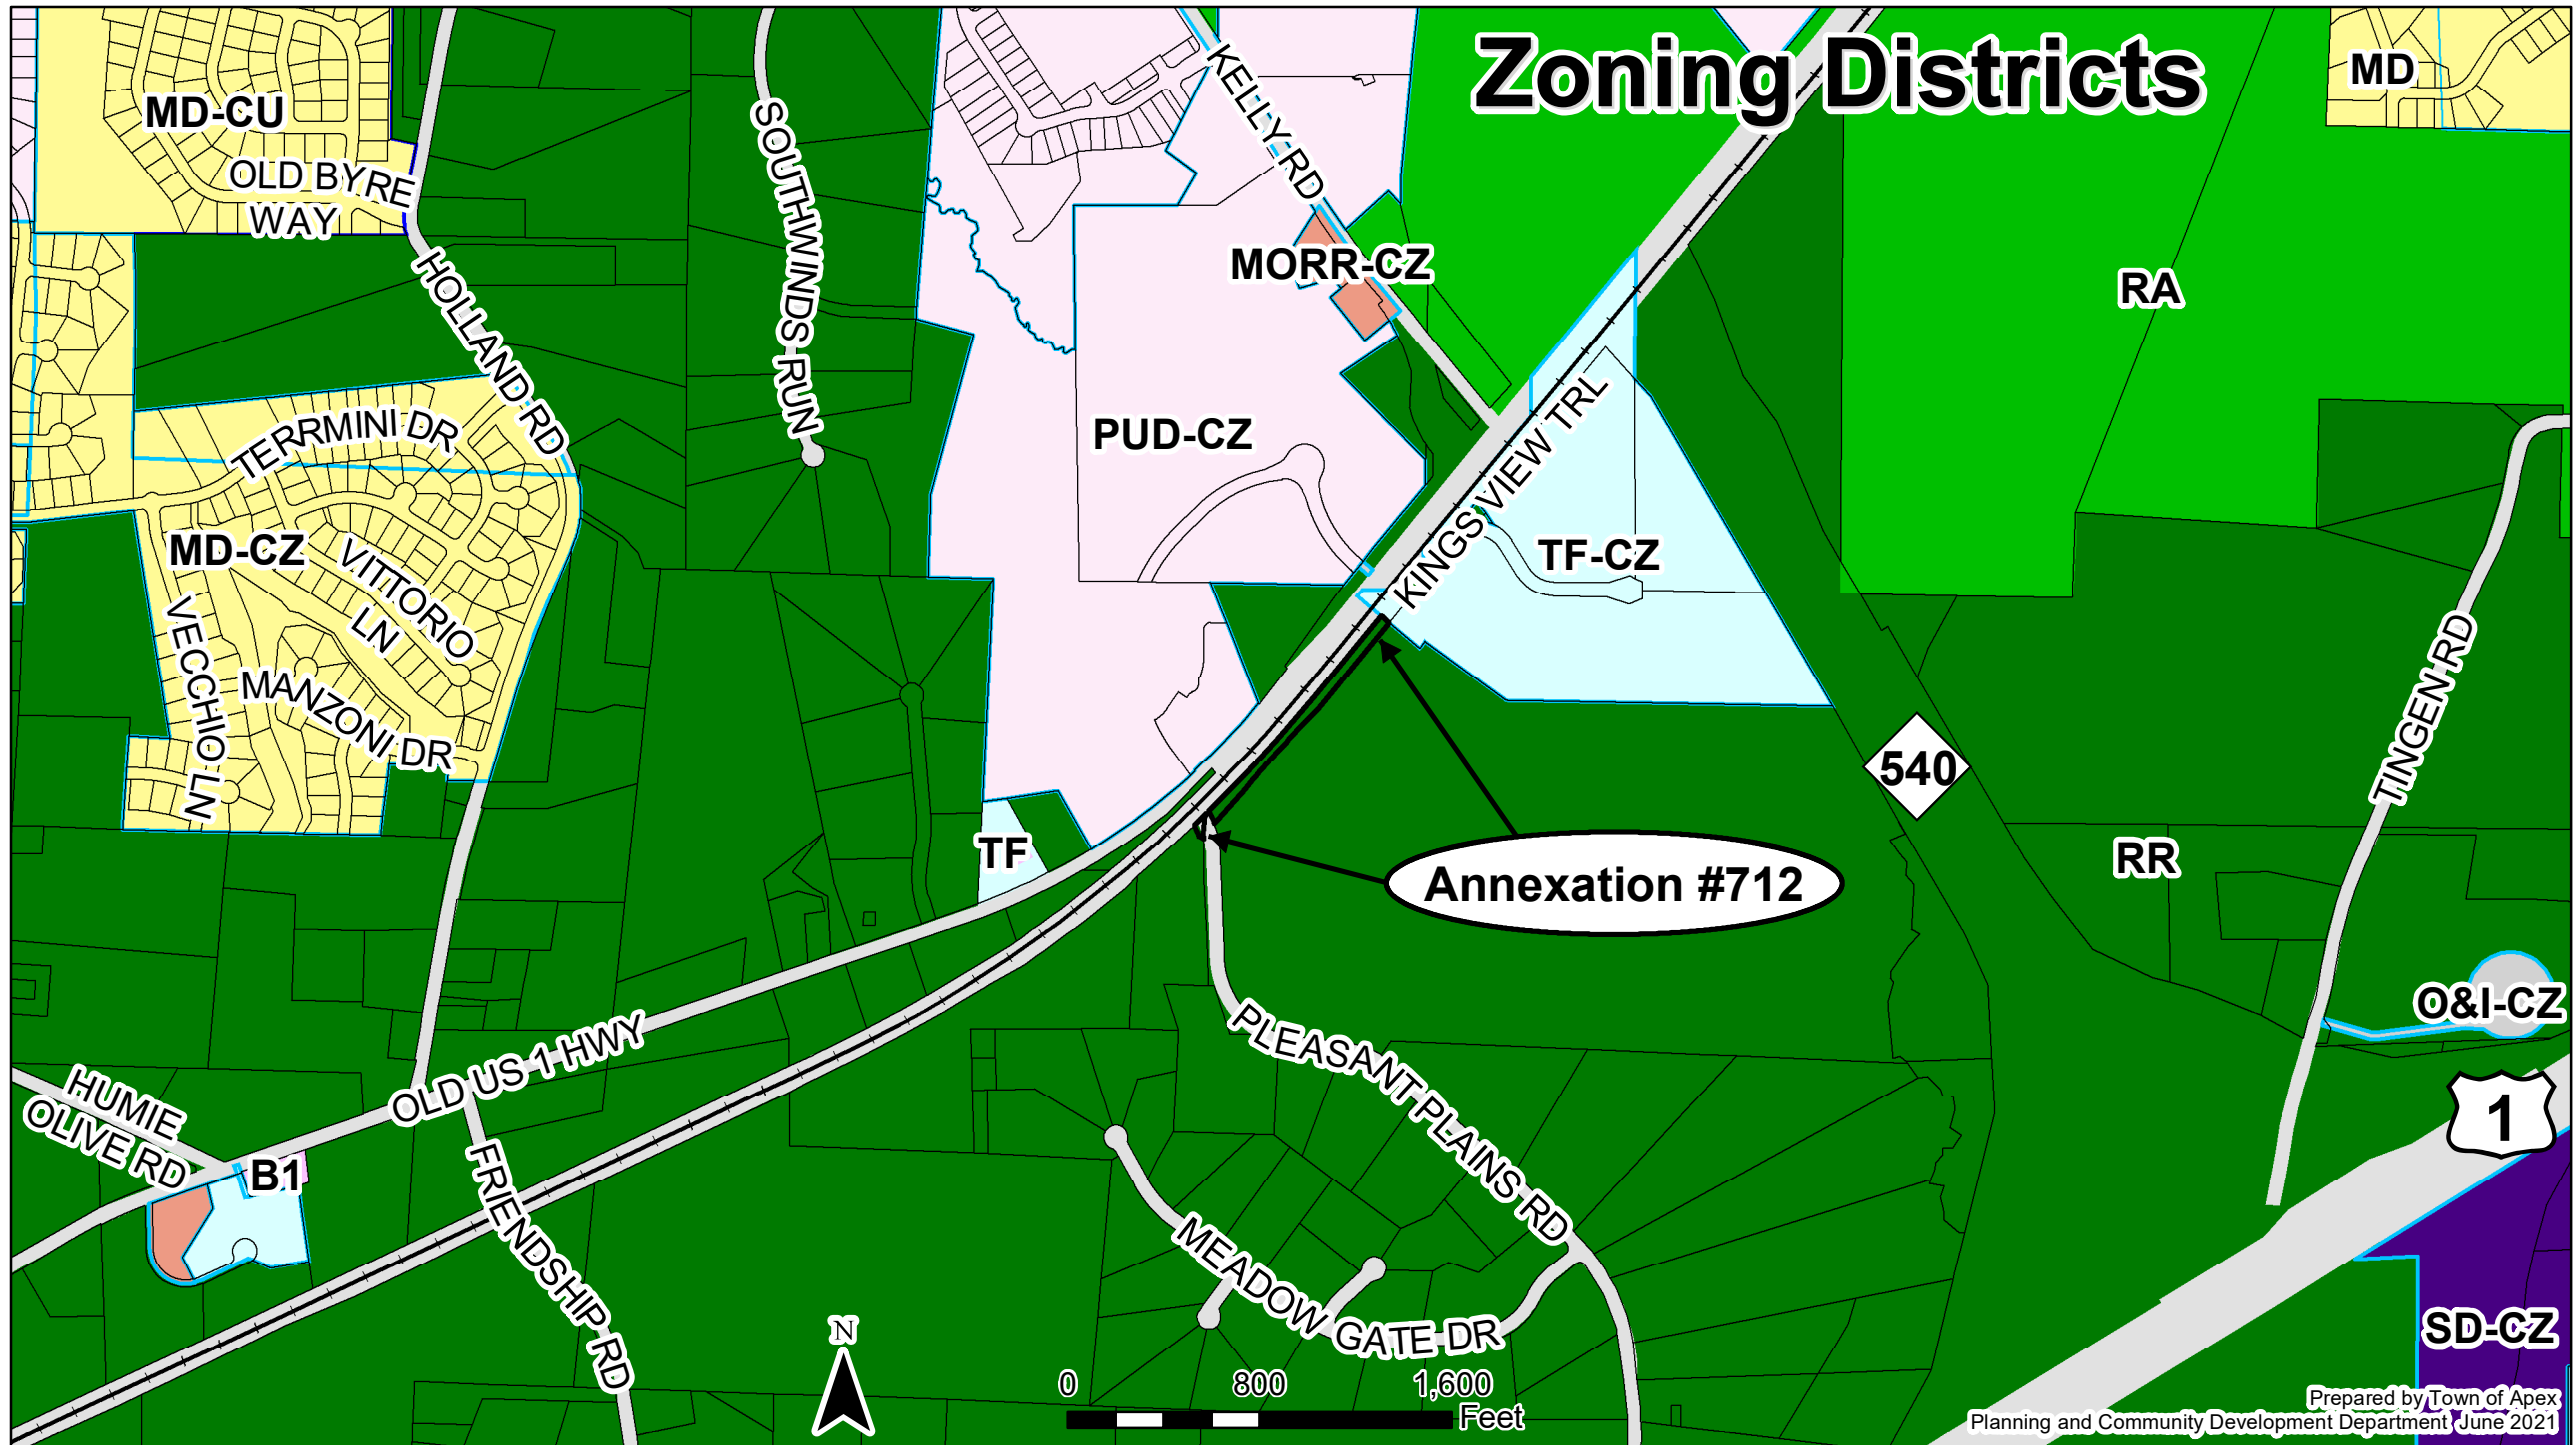 Zoning Districts
MD
MD-CU
OLD BYRE
WAY
HOLLAND RD
SOUTHWINDS RUN
KELLY RD
MORR-CZ
RA
TERRMINI DR
PUD-CZ
KINGS VIEW TRL
TF-CZ
MD-CZ
VITTORIO
LN
VECCHIO LN
MANZONI DR
540
TINGEN RD
TF
Annexation #712
RR
O&I-CZ
PLEASANT PLAINS RD
OLD US 1 HWY
HUMIE
OLIVE RD
B1
1
FRIENDSHIP RD
MEADOW GATE DR
SD-CZ
N
0 800 1,600
Feet
Prepared by Town of Apex
Planning and Community Development Department June 2021